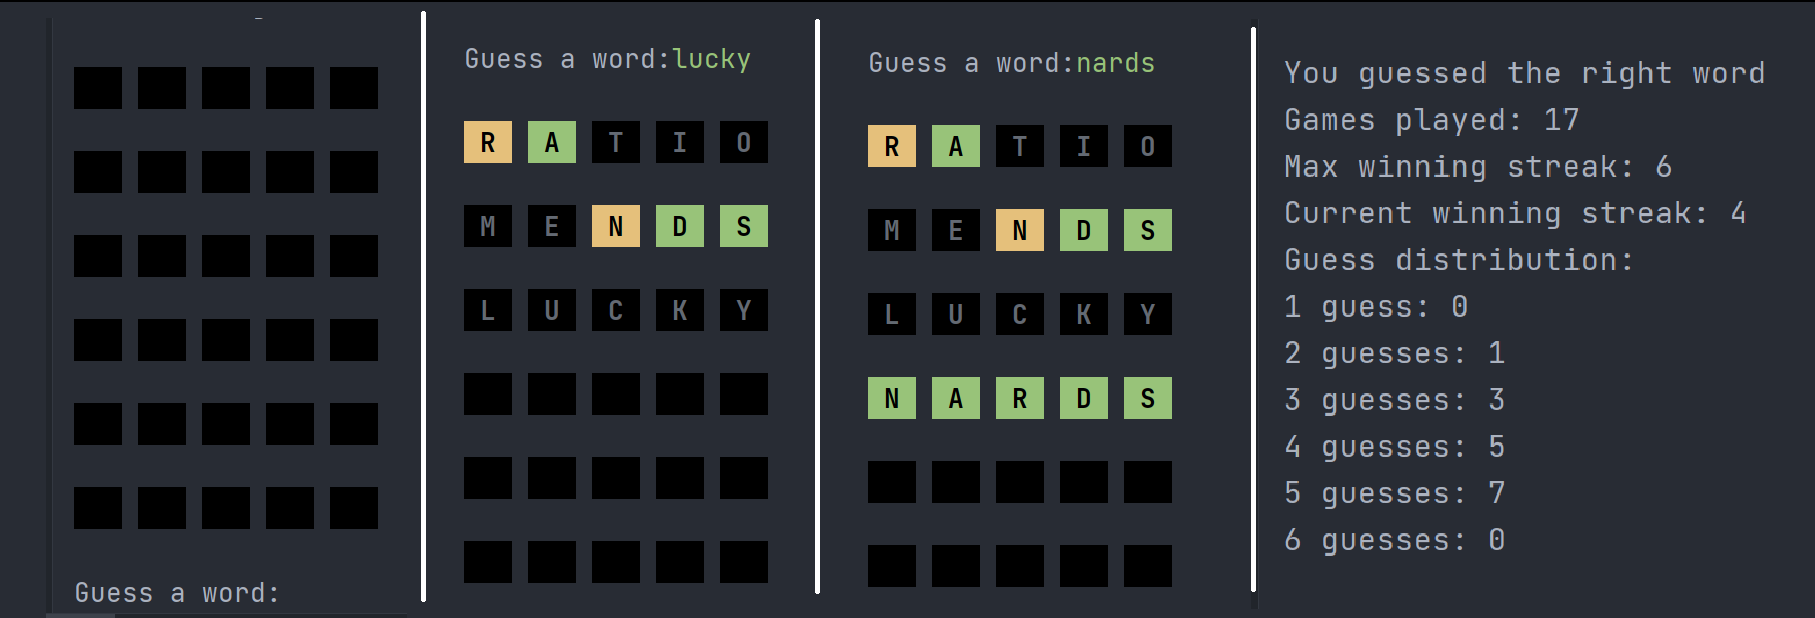 Guess a word:
Guess a word:lucky
R A T I O
M E N D S
L U C K Y
Guess a word:nards
R A T I O
M E N D S
L U C K Y
N A R D S
You guessed the right word
Games played: 17
Max winning streak: 6
Current winning streak: 4
Guess distribution:
1 guess: 0
2 guesses: 1
3 guesses: 3
4 guesses: 5
5 guesses: 7
6 guesses: 0